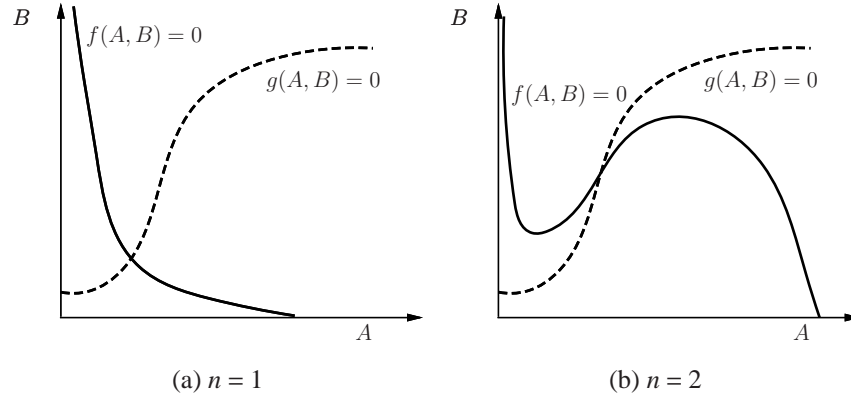 B
f(A, B) = 0
g(A, B) = 0
A
(a) n = 1
B
f(A, B) = 0
g(A, B) = 0
A
(b) n = 2